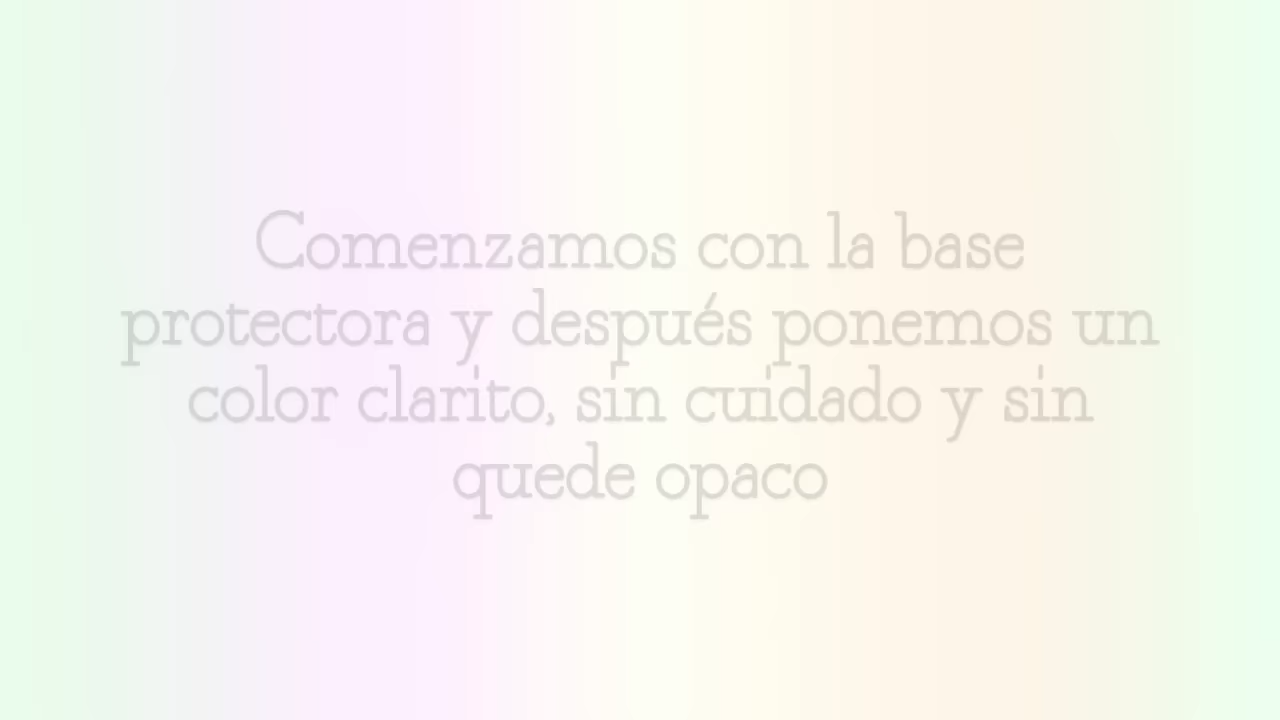 Comenzamos con la base
protectora y después ponemos un
color clarito, sin cuidado y sin
quede opaco